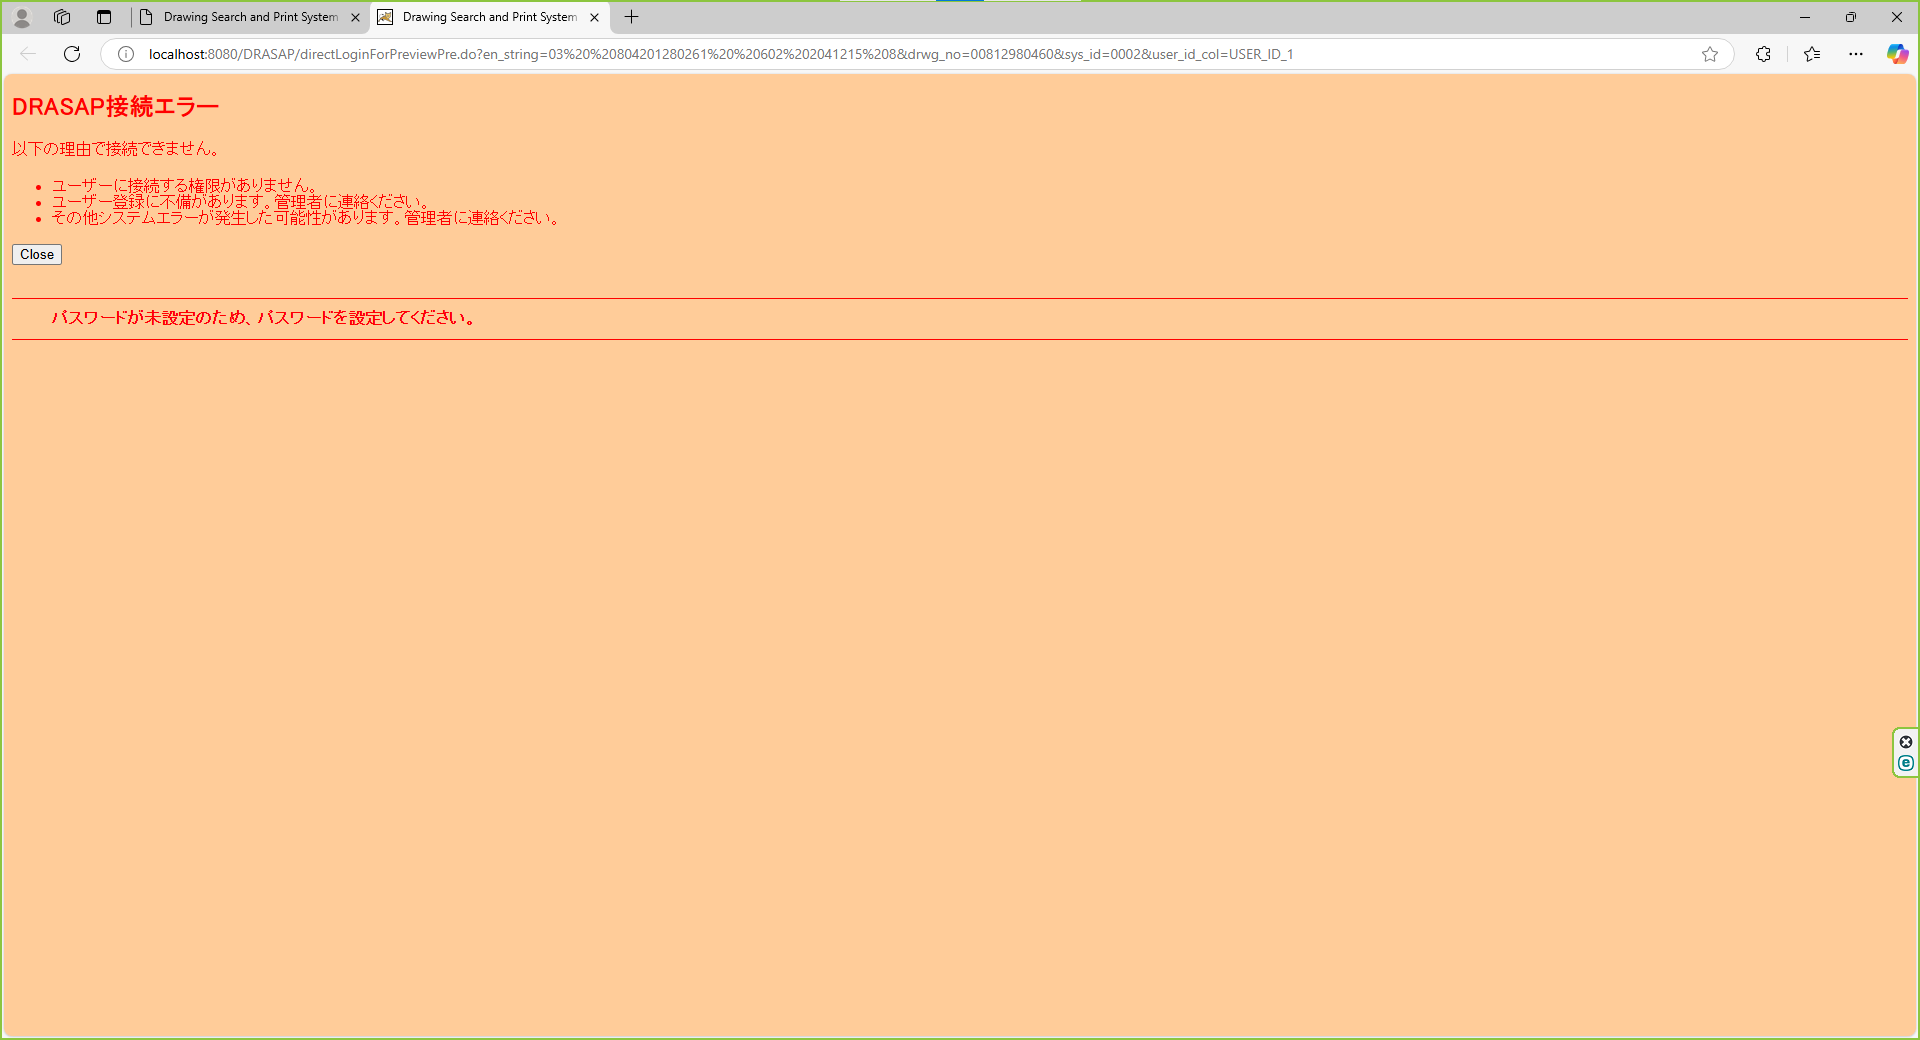 Drawing Search and Print System
Drawing Search and Print System
localhost:8080/DRASAP/directLoginForPreviewPre.do?en_string=03%20%20804201280261%20%20602%202041215%208&drwg_no=00812980460&sys_id=0002&user_id_col=USER_ID_1
DRASAP接続エラー
以下の理由で接続できません。
ユーザーに接続する権限がありません。
ユーザー登録に不備があります。管理者に連絡ください。
その他システムエラーが発生した可能性があります。管理者に連絡ください。
Close
パスワードが未設定のため、パスワードを設定してください。